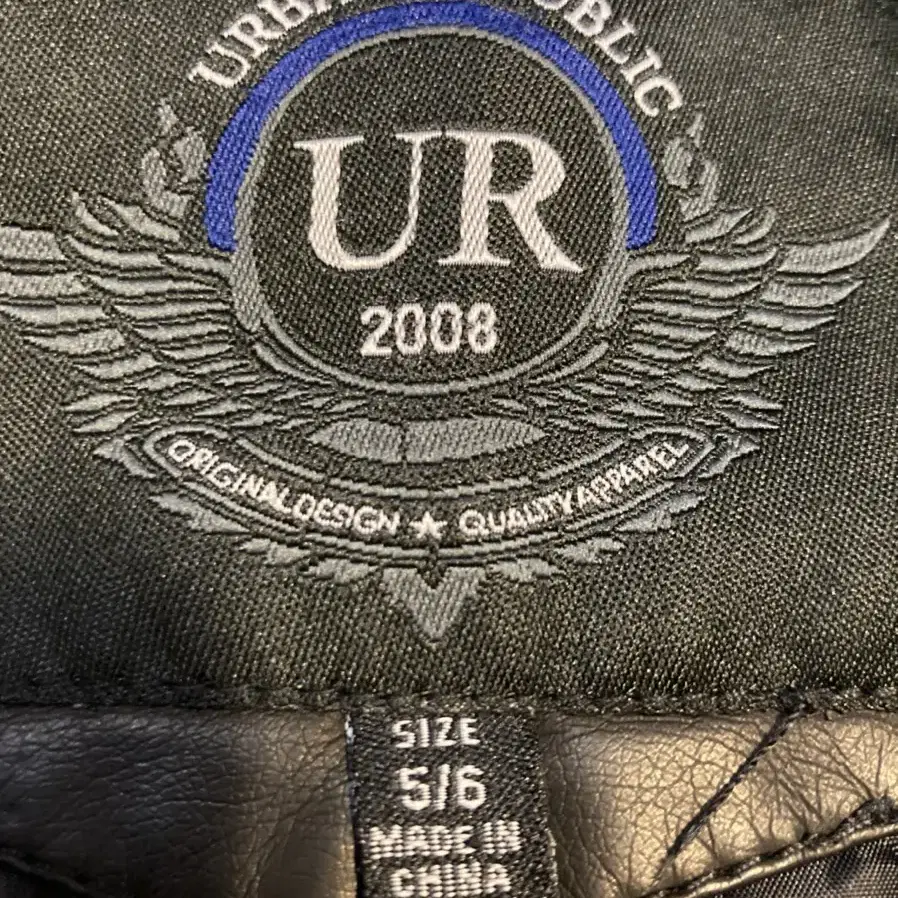 UR
2008
ORIGINAL DESIGN ★ QUALITY APPAREL
SIZE
5/6
MADE IN
CHINA